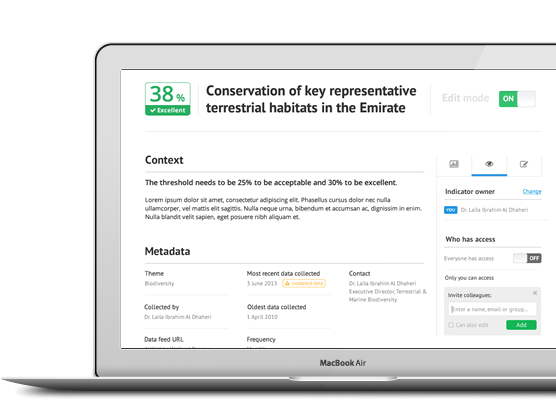 38 %
Excellent
Conservation of key representative
terrestrial habitats in the Emirate
Edit mode
ON
Context
The threshold needs to be 25% to be acceptable and 30% to be excellent.
Lorem ipsum dolor sit amet, consectetur adipiscing elit. Phasellus cursus dolor nec nulla
ullamcorper, vel mattis elit sagittis. Nulla neque urna, bibendum et accumsan ac, dignissim in enim.
Nulla blandit velit sapien, eget posuere nibh aliquet et.
Metadata
Theme
Biodiversity
Most recent data collected
3 June 2013
outdated data
Contact
Dr. Laila Ibrahim Al Dhaheri
Executive Director, Terrestrial &
Marine Biodiversity
Collected by
Dr. Laila Ibrahim Al Dhaheri
Oldest data collected
1 April 2010
Data feed URL
Frequency
Indicator owner
Change
YOU
Dr. Laila Ibrahim Al Dhaheri
Who has access
Everyone has access
OFF
Only you can access
Invite colleagues:
Enter a name, email or group...
Can also edit
Add
MacBook Air